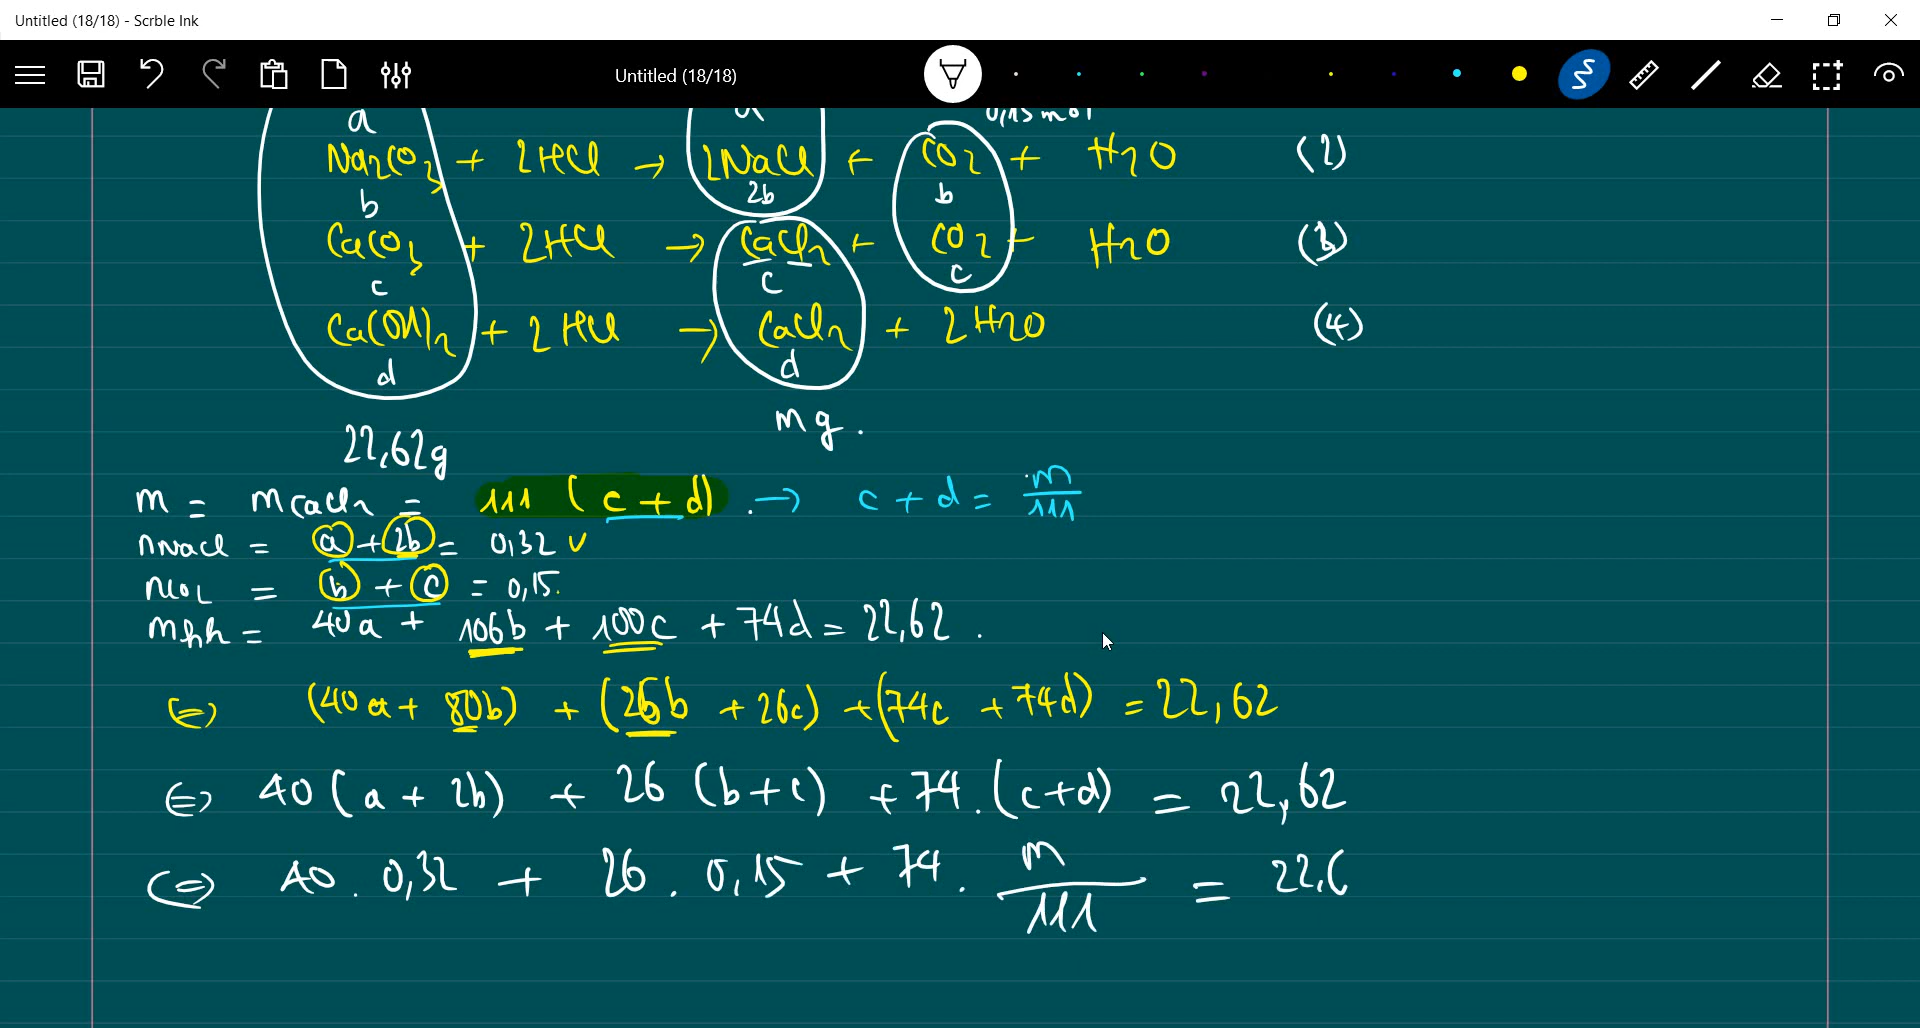 Untitled (18/18) - Scrble Ink
Untitled (18/18)
a
0,15 mol
Na2CO3 + 2HCl → 2NaCl + CO2 + H2O (2)
b 2b b
CaCO3 + 2HCl → CaCl2 + CO2 + H2O (3)
c c c
Ca(OH)2 + 2HCl → CaCl2 + 2H2O (4)
d d
22,62g m g.
m = mCaCl2 = 111 (c + d). → c + d = m/111
nNaCl = a + 2b = 0,32 v
nCO2 = b + c = 0,15.
mhh = 40a + 106b + 100c + 74d = 22,62.
⇔ (40a + 80b) + (26b + 26c) + (74c + 74d) = 22,62
⇔ 40(a + 2b) + 26(b+c) + 74.(c+d) = 22,62
⇔ 40.0,32 + 26.0,15 + 74.m/111 = 22,6